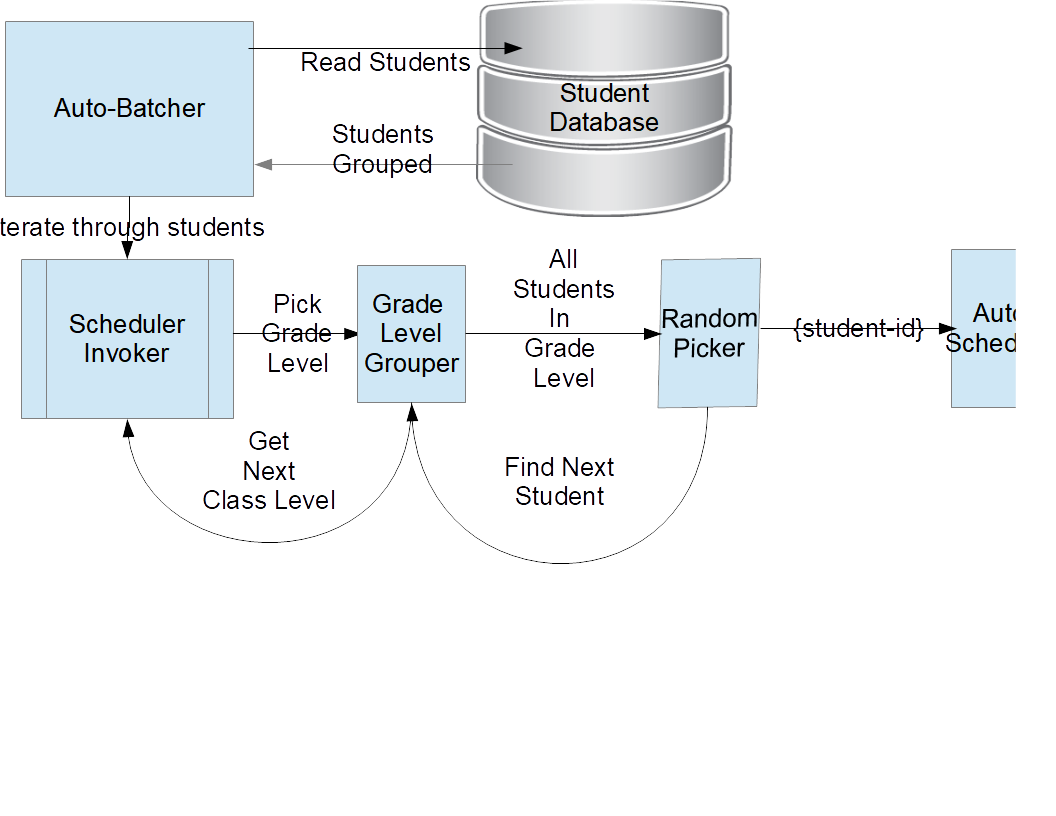 Read Students
Auto-Batcher
Student
Database
Students
Grouped
terate through students
All
Students
In
Grade
Level
Pick
Grade
Level
Grade
Level
Grouper
Scheduler
Invoker
Random
Picker
{student-id}
Auto
Sched
Get
Next
Class Level
Find Next
Student